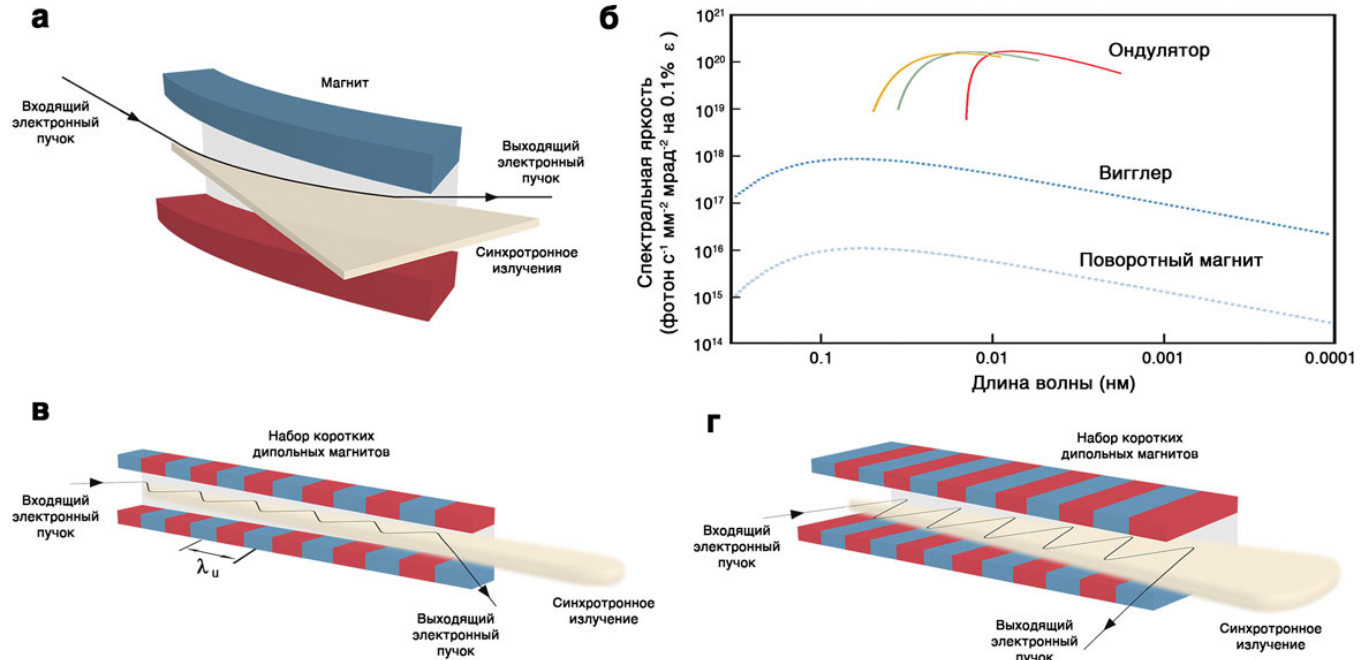 а
Входящий
электронный
пучок
Магнит
Выходящий
электронный
пучок
Синхротронное
излучения
б
Спектральная яркость
(фотон с⁻¹ мм⁻² мрад⁻² на 0.1% ε)
10²¹
10²⁰
10¹⁹
10¹⁸
10¹⁷
10¹⁶
10¹⁵
10¹⁴
Ондулятор
Вигглер
Поворотный магнит
0.1
0.01
0.001
0.0001
Длина волны (нм)
в
Набор коротких
дипольных магнитов
Входящий
электронный
пучок
λu
Выходящий
электронный
пучок
Синхротронное
излучение
г
Набор коротких
дипольных магнитов
Входящий
электронный
пучок
Выходящий
электронный
пучок
Синхротронное
излучение